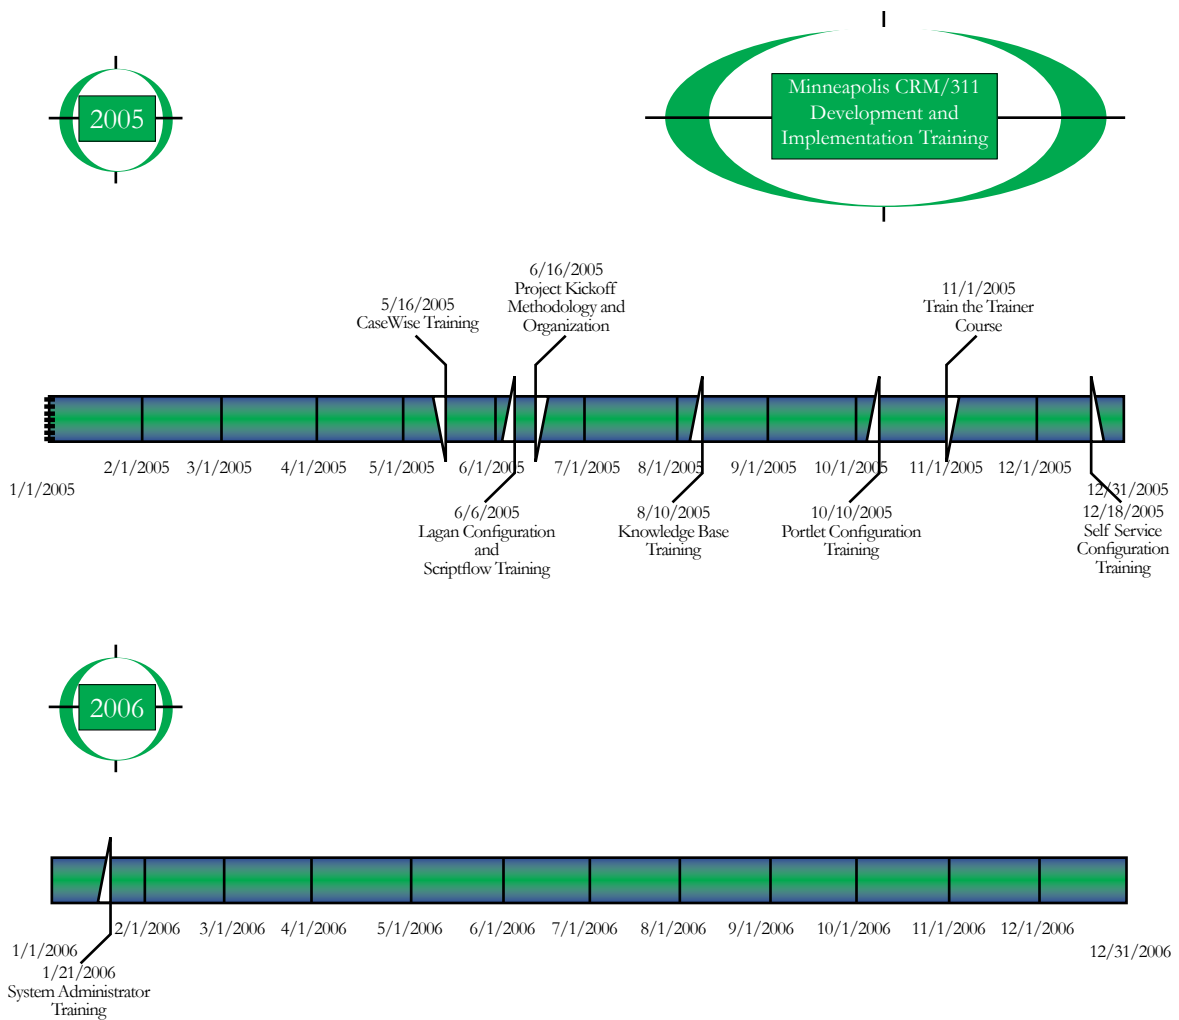 2005
Minneapolis CRM/311
Development and
Implementation Training
6/16/2005
Project Kickoff
Methodology and
Organization
5/16/2005
CaseWise Training
11/1/2005
Train the Trainer
Course
2/1/2005
3/1/2005
4/1/2005
5/1/2005
6/1/2005
7/1/2005
8/1/2005
9/1/2005
10/1/2005
11/1/2005
12/1/2005
1/1/2005
12/31/2005
6/6/2005
Lagan Configuration
and
Scriptflow Training
8/10/2005
Knowledge Base
Training
10/10/2005
Portlet Configuration
Training
12/18/2005
Self Service
Configuration
Training
2006
2/1/2006
3/1/2006
4/1/2006
5/1/2006
6/1/2006
7/1/2006
8/1/2006
9/1/2006
10/1/2006
11/1/2006
12/1/2006
1/1/2006
12/31/2006
1/21/2006
System Administrator
Training